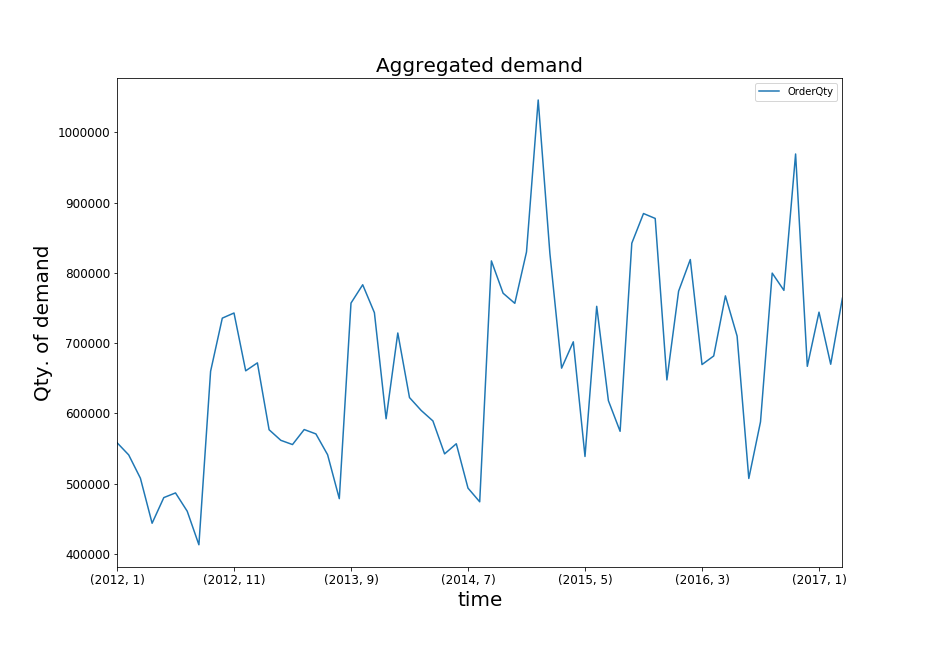 Aggregated demand
OrderQty
1000000
900000
800000
700000
600000
500000
400000
Qty. of demand
(2012, 1) (2012, 11) (2013, 9) (2014, 7) (2015, 5) (2016, 3) (2017, 1)
time